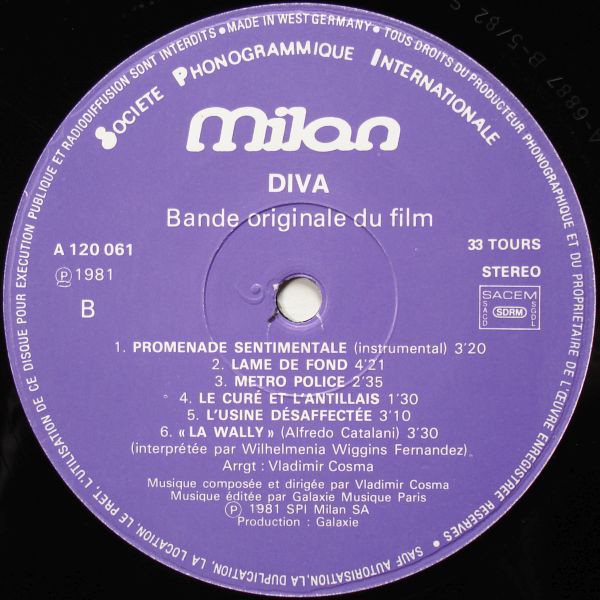 SAUF AUTORISATION, LA DUPLICATION, LA LOCATION, LE PRET, L'UTILISATION DE CE DISQUE POUR EXECUTION PUBLIQUE ET RADIODIFFUSION SONT INTERDITS • MADE IN WEST GERMANY • TOUS DROITS DU PRODUCTEUR PHONOGRAPHIQUE ET DU PROPRIETAIRE DE L'ŒUVRE ENREGISTREE RESERVES •
SOCIETE PHONOGRAMMIQUE INTERNATIONALE
milan
DIVA
Bande originale du film
A 120 061
33 TOURS
Ⓟ 1981
STEREO
B
SACEM
SACD SDRM SGDL
1. PROMENADE SENTIMENTALE (instrumental) 3'20
2. LAME DE FOND 4'21
3. METRO POLICE 2'35
4. LE CURÉ ET L'ANTILLAIS 1'30
5. L'USINE DÉSAFFECTÉE 3'10
6. « LA WALLY » (Alfredo Catalani) 3'30
(interprétée par Wilhelmenia Wiggins Fernandez)
Arrgt : Vladimir Cosma
Musique composée et dirigée par Vladimir Cosma
Musique éditée par Galaxie Musique Paris
Ⓟ 1981 SPI Milan SA
Production : Galaxie